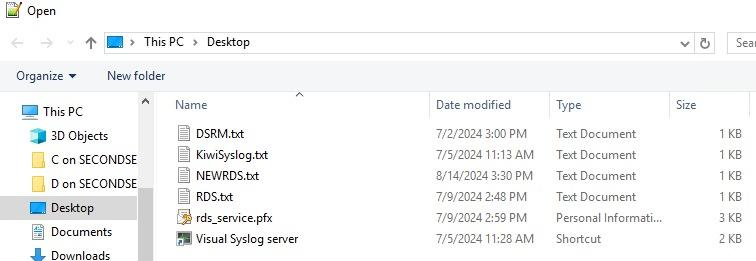 Open
This PC > Desktop
Sear
Organize New folder
Name Date modified Type Size
This PC
3D Objects
C on SECONDSE
D on SECONDSE
Desktop
Documents
Downloads
DSRM.txt 7/2/2024 3:00 PM Text Document 1 KB
KiwiSyslog.txt 7/5/2024 11:13 AM Text Document 1 KB
NEWRDS.txt 8/14/2024 3:30 PM Text Document 1 KB
RDS.txt 7/9/2024 2:48 PM Text Document 1 KB
rds_service.pfx 7/9/2024 2:59 PM Personal Informati... 3 KB
Visual Syslog server 7/5/2024 11:28 AM Shortcut 2 KB